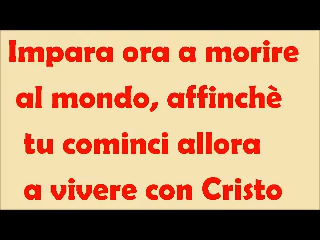 Impara ora a morire
al mondo, affinchè
tu cominci allora
a vivere con Cristo